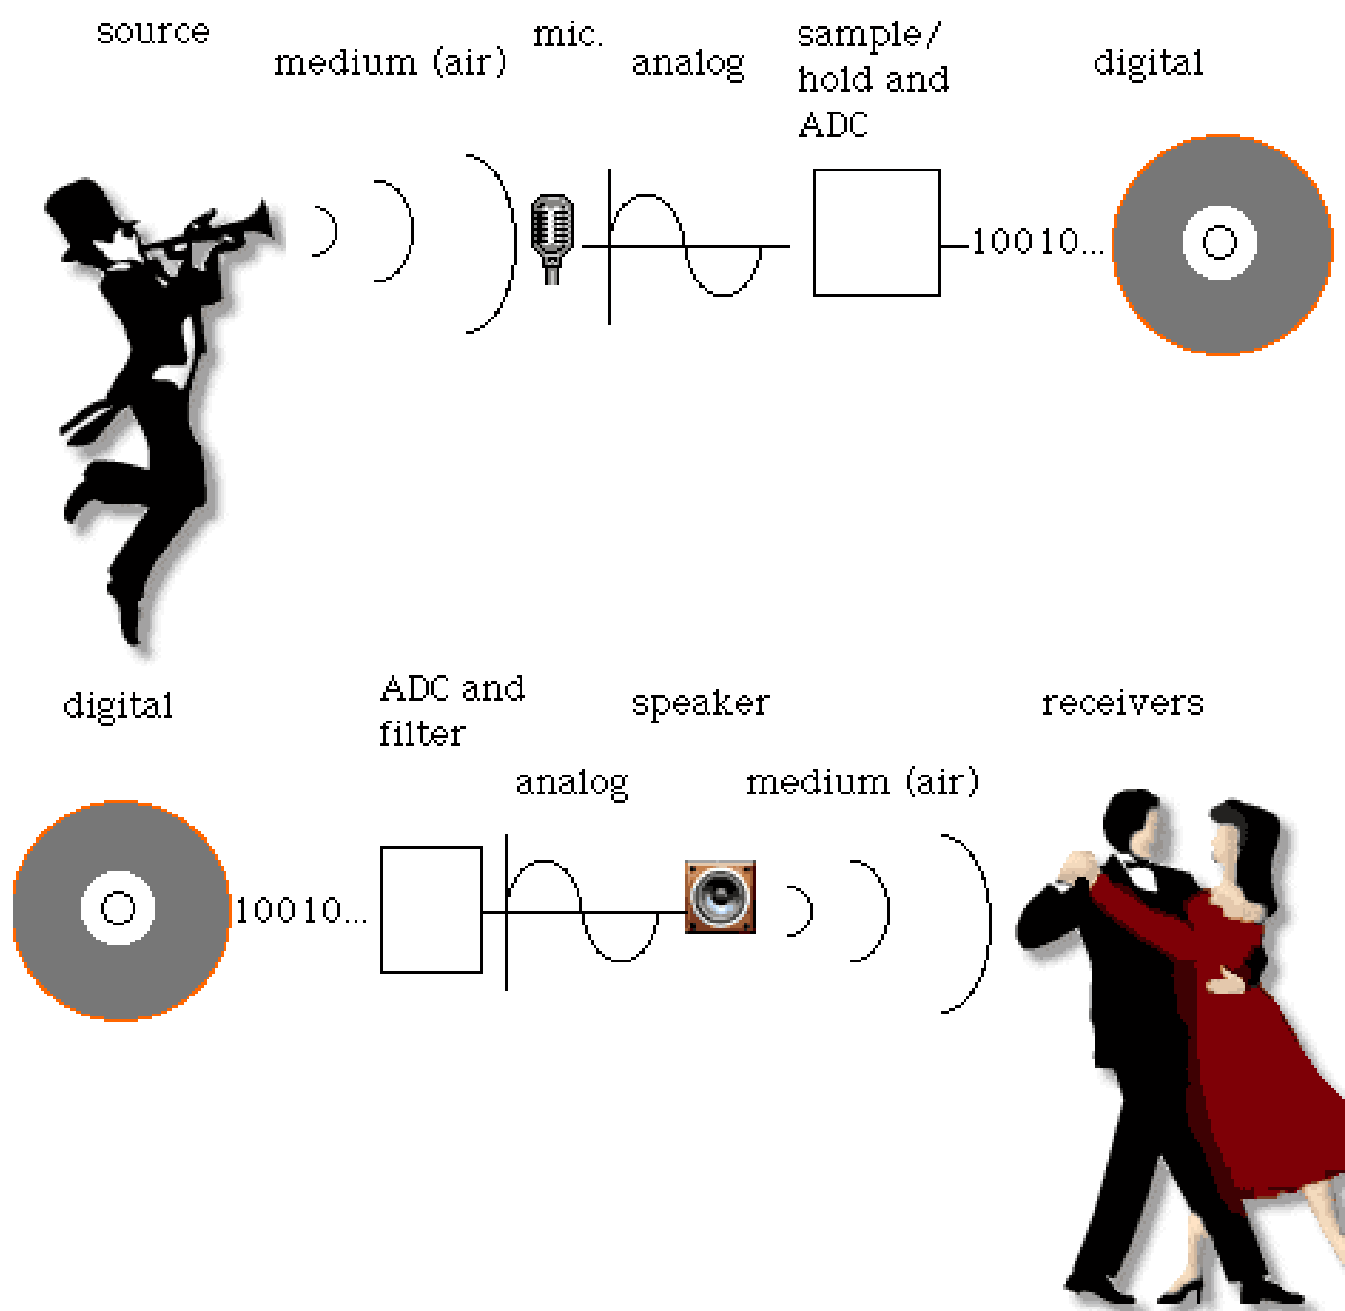 source
medium (air)
mic.
analog
sample/
hold and
ADC
digital
10010...
digital
ADC and
filter
analog
speaker
medium (air)
receivers
10010...